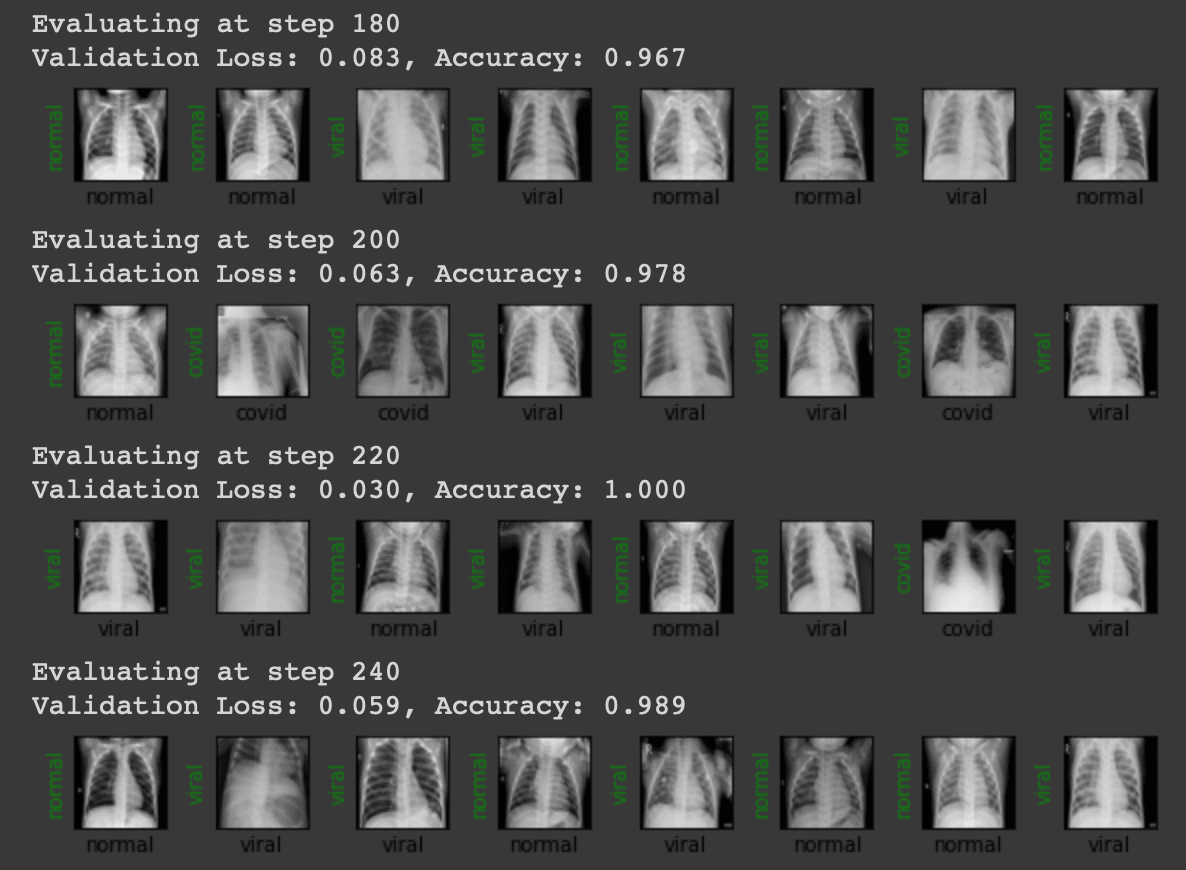 Evaluating at step 180
Validation Loss: 0.083, Accuracy: 0.967
normal normal viral viral normal normal viral normal
normal normal viral viral normal normal viral normal
Evaluating at step 200
Validation Loss: 0.063, Accuracy: 0.978
normal covid covid viral viral viral covid viral
normal covid covid viral viral viral covid viral
Evaluating at step 220
Validation Loss: 0.030, Accuracy: 1.000
viral viral normal viral normal viral covid viral
viral viral normal viral normal viral covid viral
Evaluating at step 240
Validation Loss: 0.059, Accuracy: 0.989
normal viral viral normal viral normal normal viral
normal viral viral normal viral normal normal viral